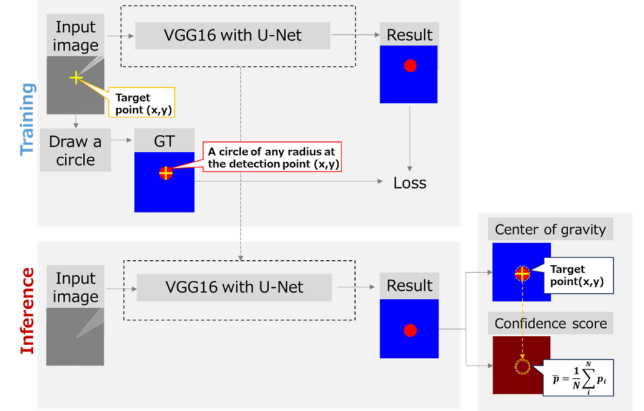 Training
Input
image
VGG16 with U-Net
Result
Target
point (x,y)
Draw a
circle
GT
A circle of any radius at
the detection point (x,y)
Loss
Inference
Input
image
VGG16 with U-Net
Result
Center of gravity
Target
point(x,y)
Confidence score
p̄ = 1/N ∑_i^N p_i